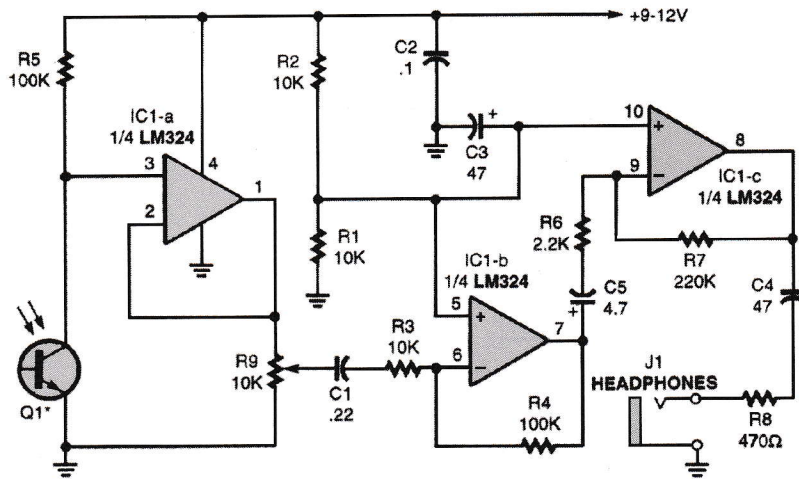 +9-12V
R5
100K
R2
10K
C2
.1
IC1-a
1/4 LM324
3
4
1
2
+
C3
47
10
+
8
9
−
IC1-c
1/4 LM324
R6
2.2K
R7
220K
R1
10K
IC1-b
1/4 LM324
C5
4.7
+
C4
47
5
+
7
6
−
R3
10K
R9
10K
C1
.22
Q1*
R4
100K
J1
HEADPHONES
R8
470Ω